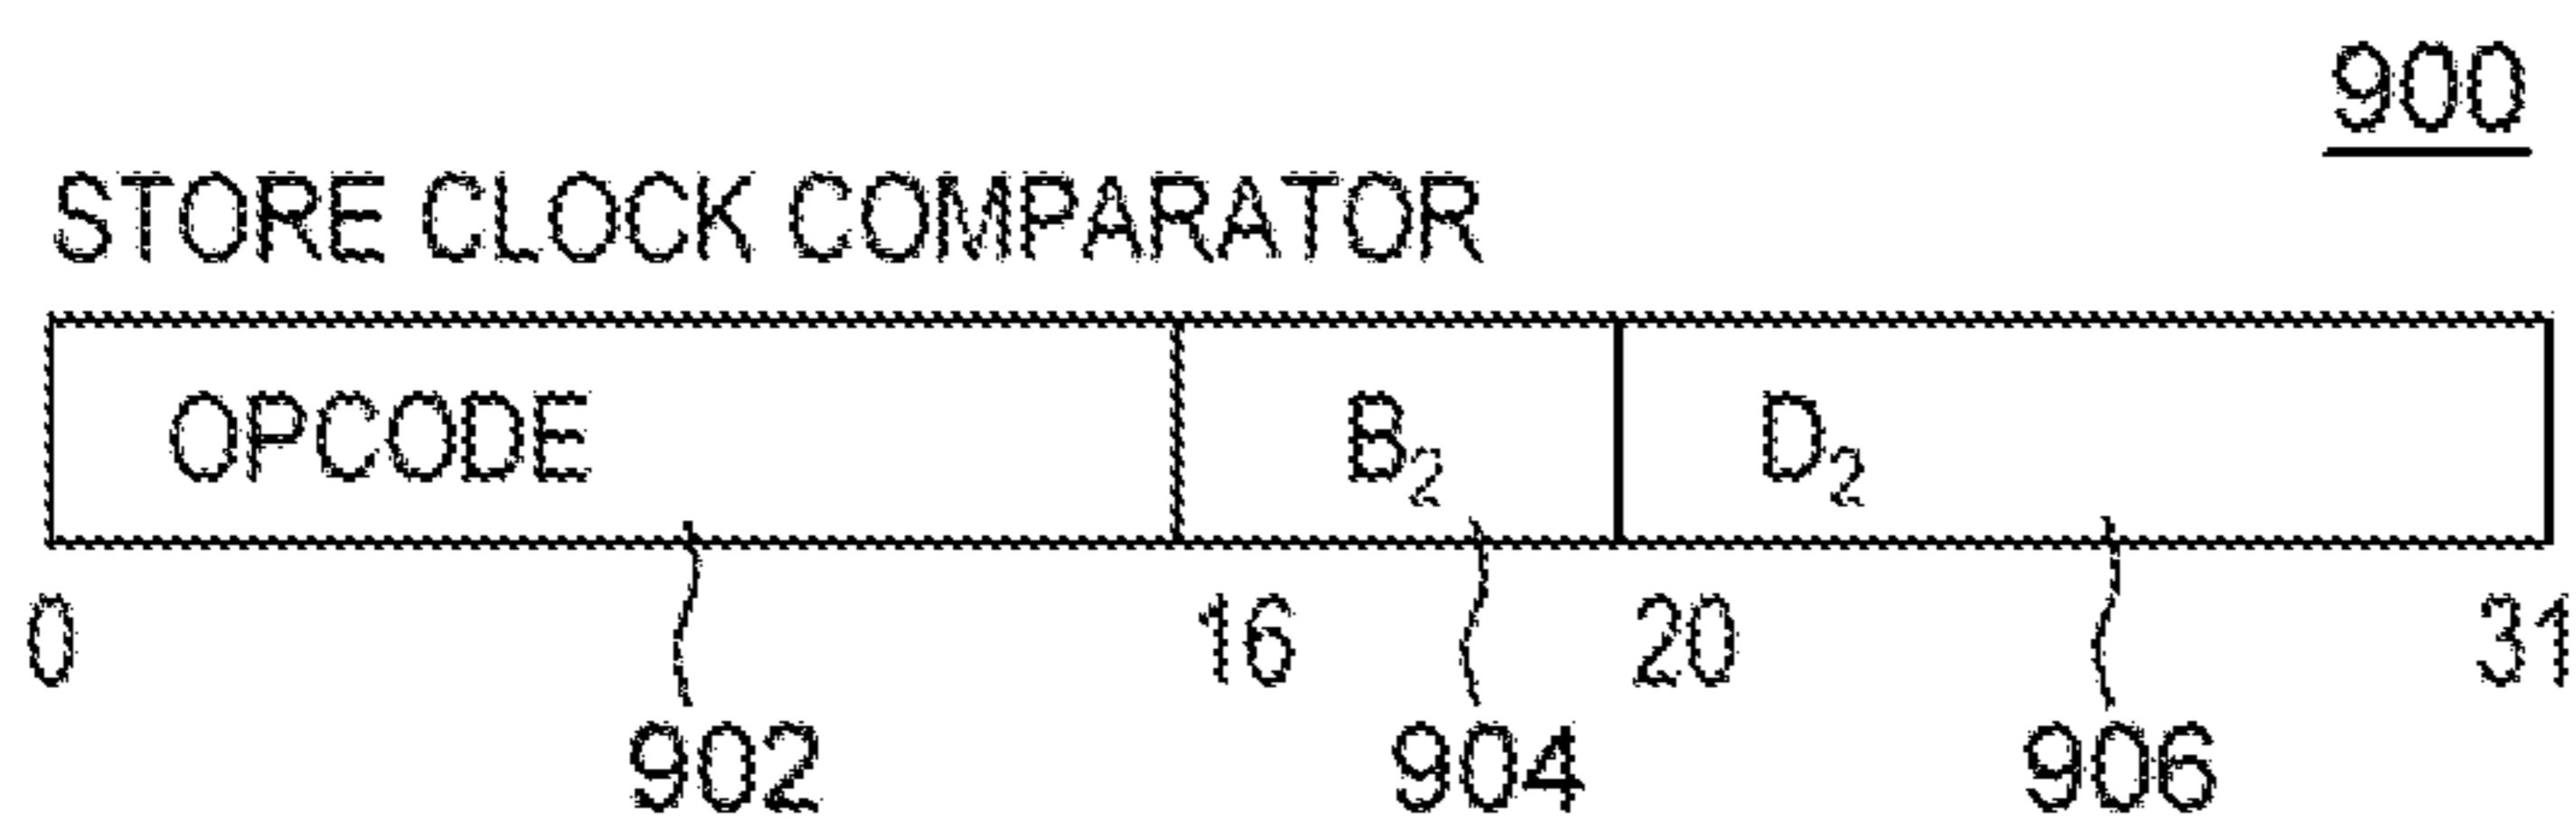 900
STORE CLOCK COMPARATOR
OPCODE B₂ D₂
0 16 20 31
902 904 906